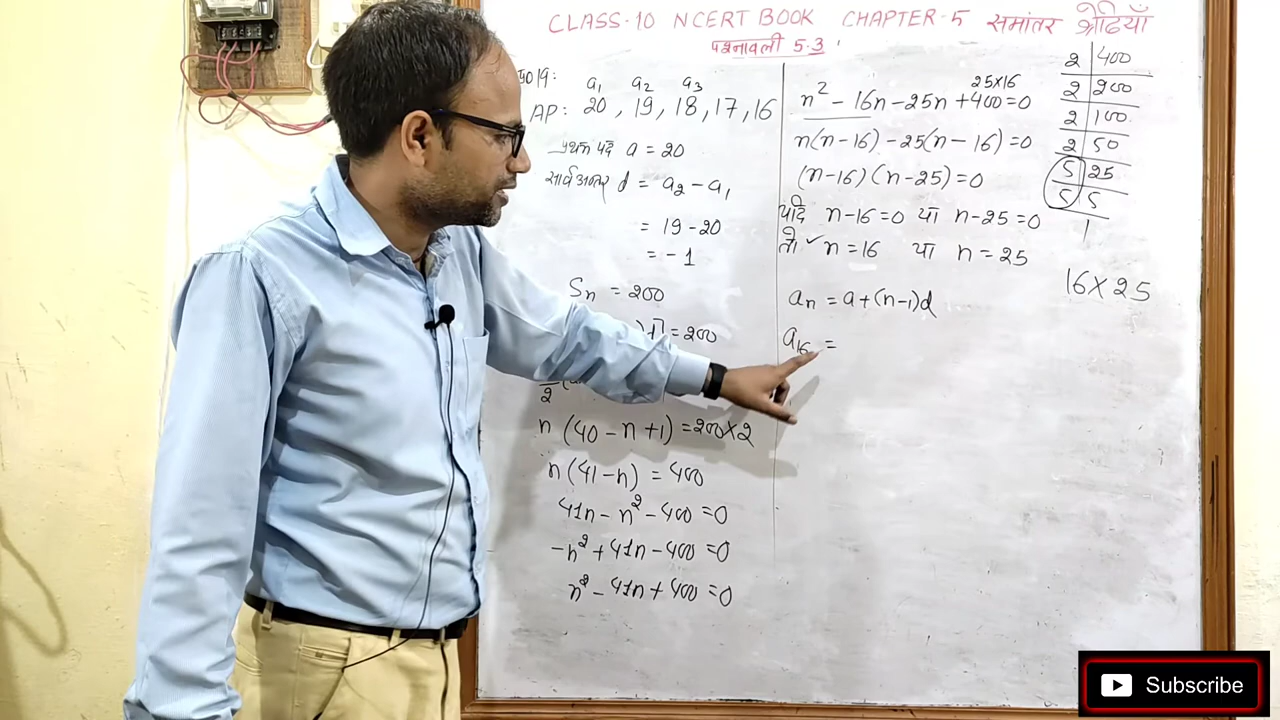 CLASS-10 NCERT BOOK CHAPTER-5 समांतर श्रेढियाँ
प्रश्नावली 5.3
19:
a₁ a₂ a₃
AP: 20, 19, 18, 17, 16
प्रथम पद a = 20
सार्व अन्तर d = a₂ - a₁
= 19 - 20
= -1
Sn = 200
= 200
2
n (40 - n + 1) = 200 × 2
n (41 - n) = 400
41n - n² - 400 = 0
-n² + 41n - 400 = 0
n² - 41n + 400 = 0
25×16
n² - 16n - 25n + 400 = 0
n(n-16) - 25(n-16) = 0
(n-16) (n-25) = 0
यदि n-16=0 या n-25=0
तो ✓ n = 16 या n = 25
an = a + (n-1)d
a₁₆ =
2 | 400
2 | 200
2 | 100
2 | 50
5 | 25
5 | 5
1
16 × 25
Subscribe